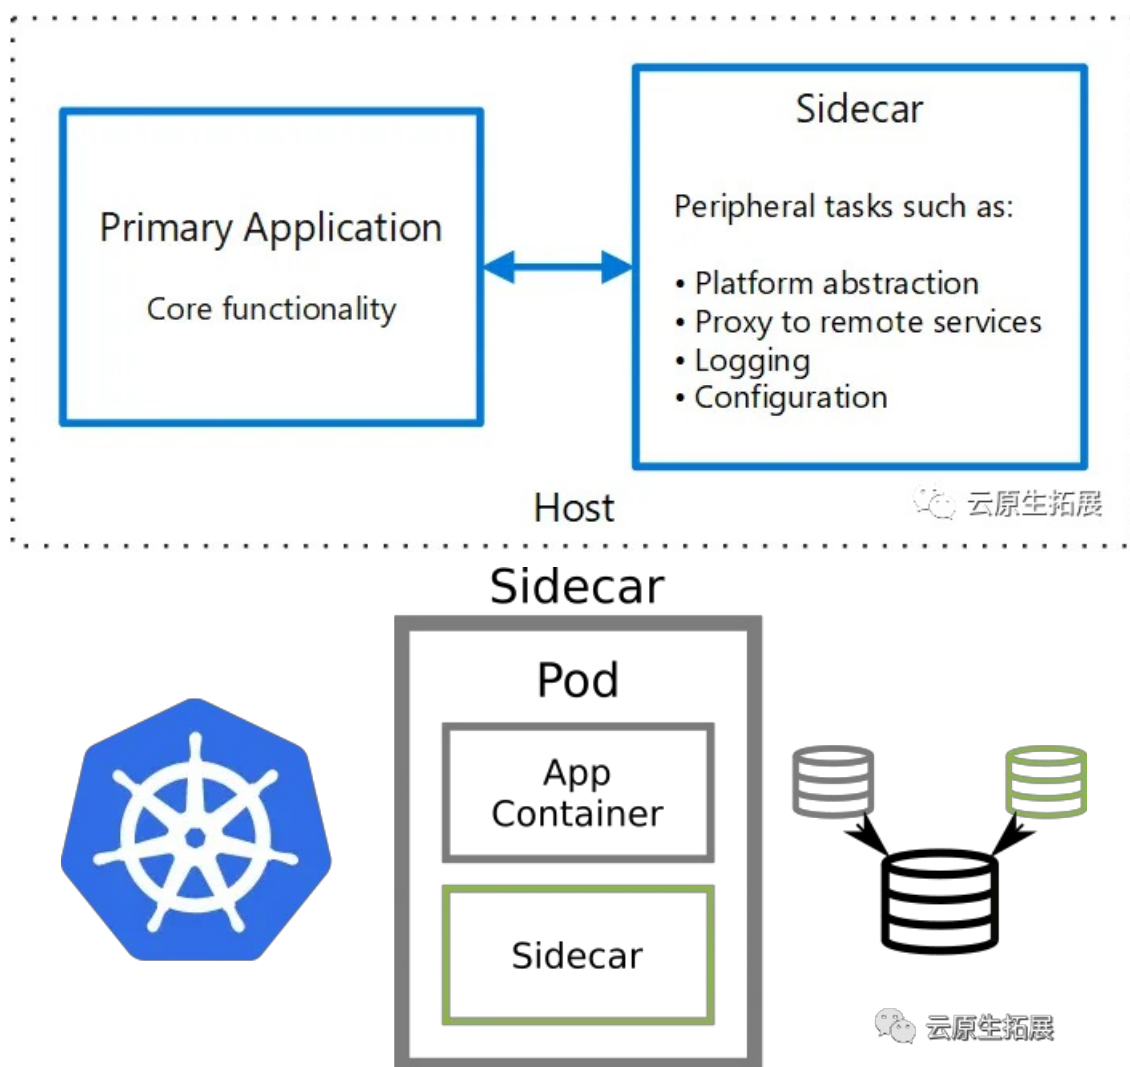 Sidecar
Primary Application
Core functionality
Peripheral tasks such as:
• Platform abstraction
• Proxy to remote services
• Logging
• Configuration
Host
云原生拓展
Sidecar
Pod
App
Container
Sidecar
云原生拓展